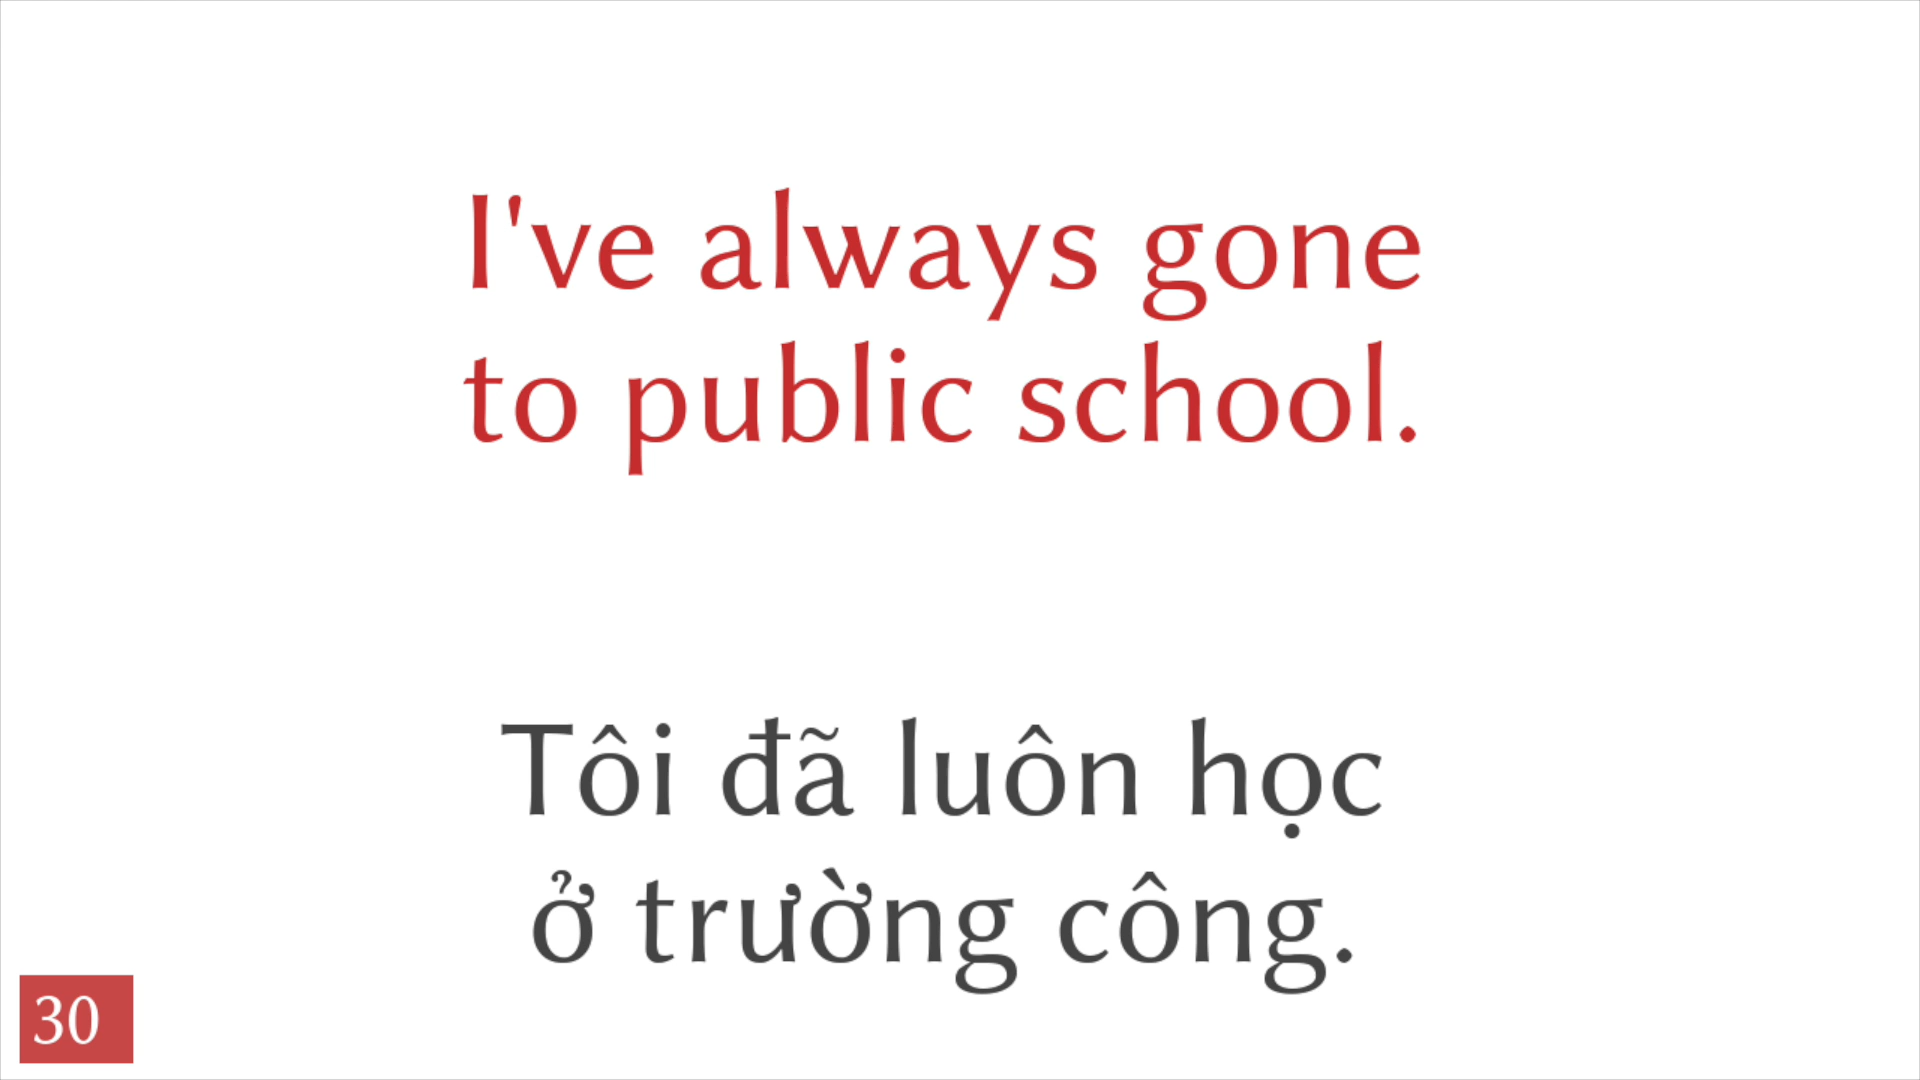 I've always gone
to public school.
Tôi đã luôn học
ở trường công.
30